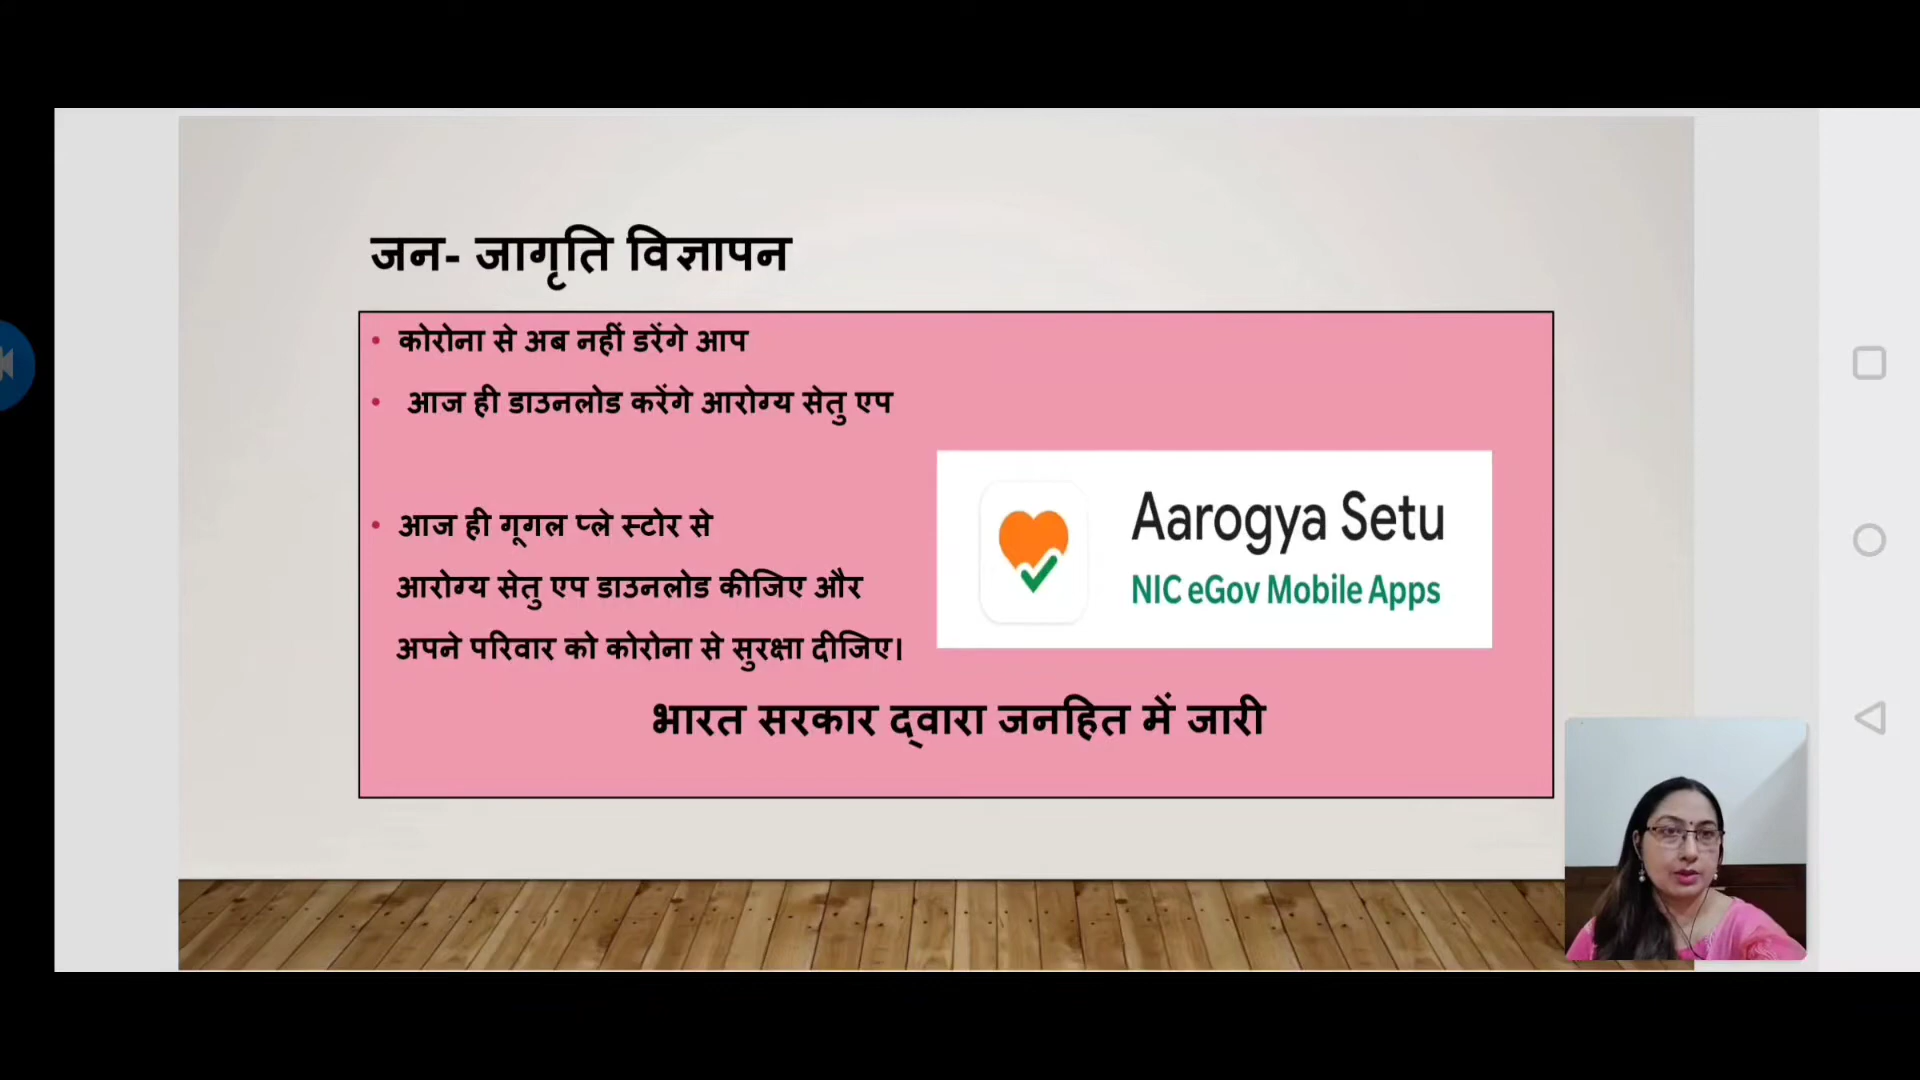 जन- जागृति विज्ञापन
• कोरोना से अब नहीं डरेंगे आप
• आज ही डाउनलोड करेंगे आरोग्य सेतु एप
• आज ही गूगल प्ले स्टोर से
आरोग्य सेतु एप डाउनलोड कीजिए और
अपने परिवार को कोरोना से सुरक्षा दीजिए।
Aarogya Setu
NIC eGov Mobile Apps
भारत सरकार द्वारा जनहित में जारी